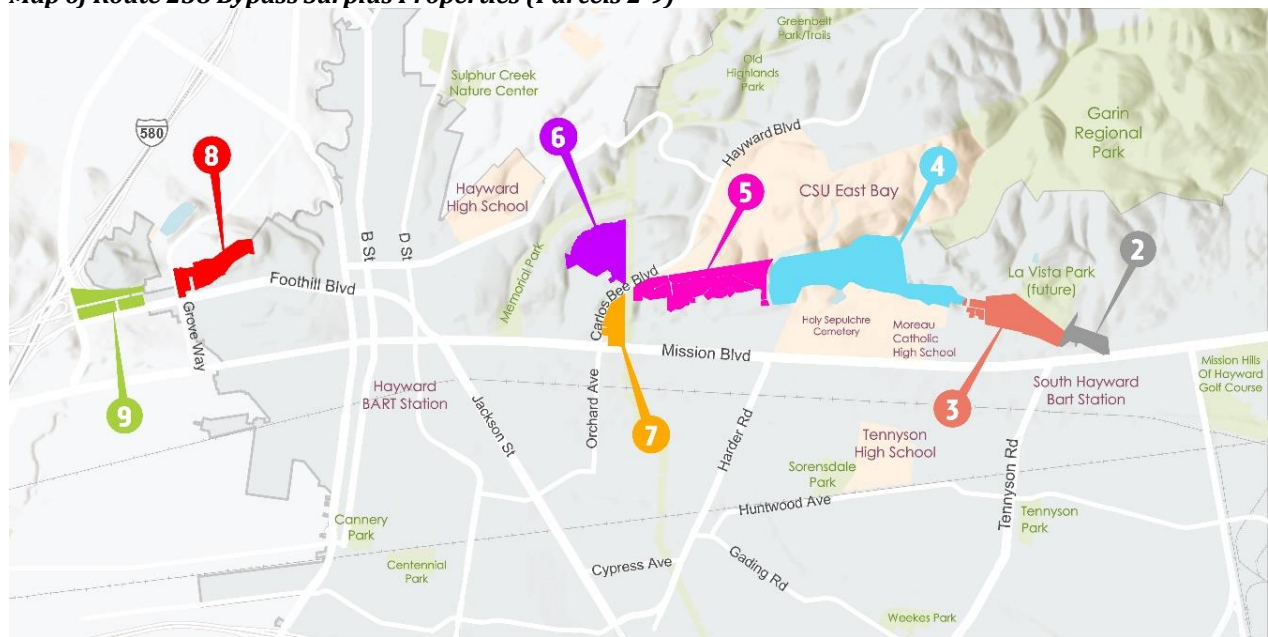 Map of Route 238 Bypass Surplus Properties (Parcels 2-9)
Greenbelt
Park/Trails
Old
Highlands
Park
Sulphur Creek
Nature Center
Hayward Blvd
Garin
Regional
Park
580
8
6
4
5
CSU East Bay
Hayward
High School
B St
D St
2
La Vista Park
(future)
Memorial Park
Carlos Bee Blvd
Foothill Blvd
Grove Way
Holy Sepulchre
Cemetery
Moreau
Catholic
High School
Mission Blvd
Mission Hills
Of Hayward
Golf Course
9
Hayward
BART Station
Jackson St
Orchard Ave
7
Harder Rd
3
South Hayward
Bart Station
Tennyson
High School
Sorensdale
Park
Tennyson Rd
Huntwood Ave
Tennyson
Park
Cannery
Park
Centennial
Park
Cypress Ave
Gading Rd
Weekes Park